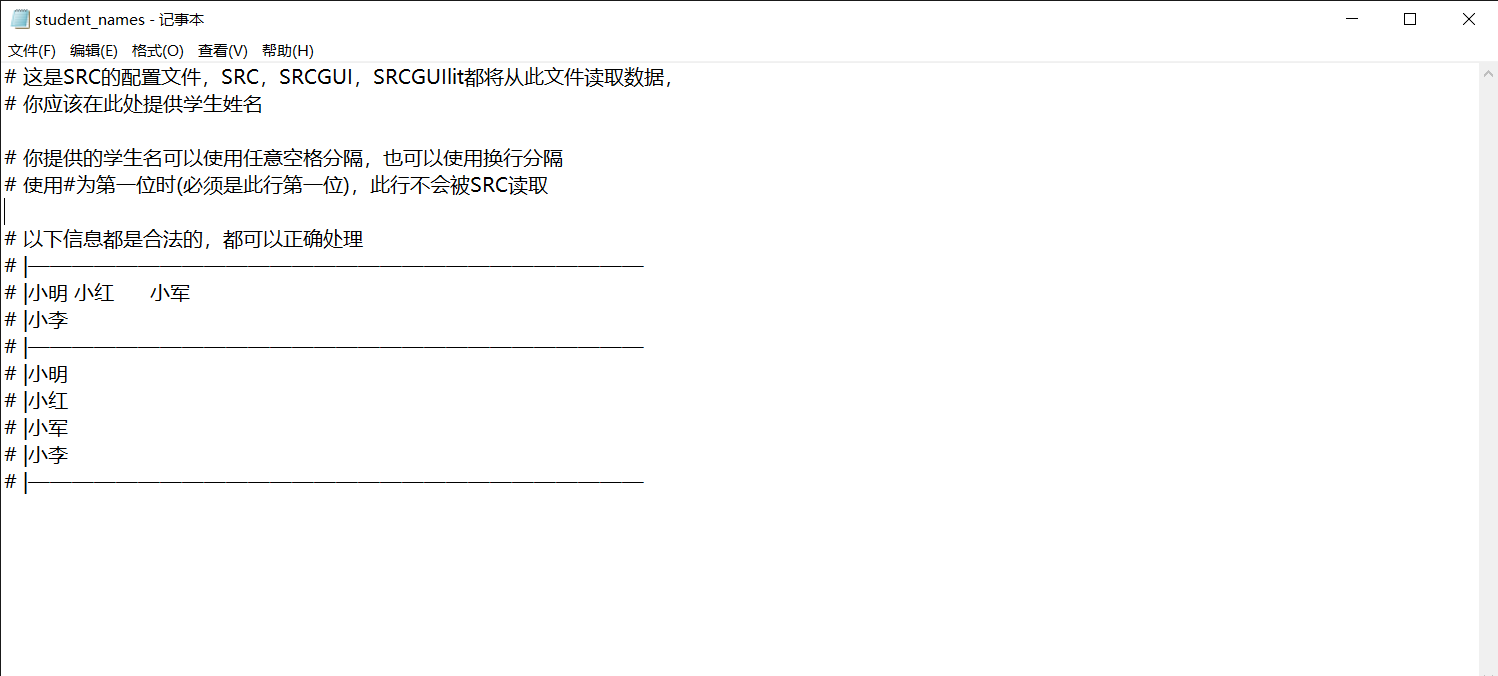 student_names - 记事本
文件(F) 编辑(E) 格式(O) 查看(V) 帮助(H)
# 这是SRC的配置文件，SRC，SRCGUI，SRCGUIlit都将从此文件读取数据，
# 你应该在此处提供学生姓名
# 你提供的学生名可以使用任意空格分隔，也可以使用换行分隔
# 使用#为第一位时(必须是此行第一位)，此行不会被SRC读取
# 以下信息都是合法的，都可以正确处理
# |————————————————————————————
# |小明 小红      小军
# |小李
# |————————————————————————————
# |小明
# |小红
# |小军
# |小李
# |————————————————————————————